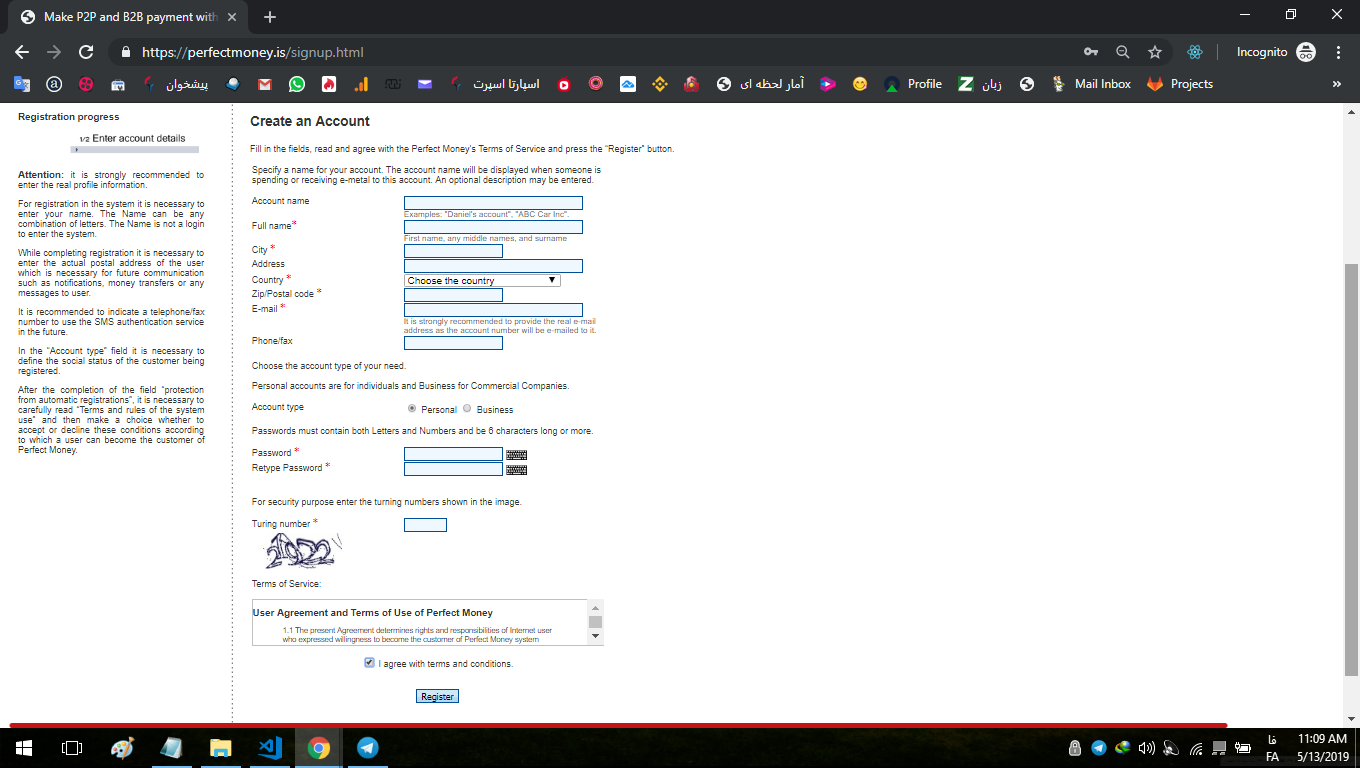 Make P2P and B2B payment with
https://perfectmoney.is/signup.html
Incognito
پیشخوان
اسپارتا اسپرت
آمار لحظه ای
Profile
زبان
Mail Inbox
Projects
»
Registration progress
1/2 Enter account details
Attention: it is strongly recommended to
enter the real profile information.
For registration in the system it is necessary to
enter your name. The Name can be any
combination of letters. The Name is not a login
to enter the system.
While completing registration it is necessary to
enter the actual postal address of the user
which is necessary for future communication
such as notifications, money transfers or any
messages to user.
It is recommended to indicate a telephone/fax
number to use the SMS authentication service
in the future.
In the "Account type" field it is necessary to
define the social status of the customer being
registered.
After the completion of the field "protection
from automatic registrations", it is necessary to
carefully read "Terms and rules of the system
use" and then make a choice whether to
accept or decline these conditions according
to which a user can become the customer of
Perfect Money.
Create an Account
Fill in the fields, read and agree with the Perfect Money's Terms of Service and press the "Register" button.
Specify a name for your account. The account name will be displayed when someone is
spending or receiving e-metal to this account. An optional description may be entered.
Account name
Examples: "Daniel's account", "ABC Car Inc".
Full name*
First name, any middle names, and surname
City *
Address
Country *
Choose the country
Zip/Postal code *
E-mail *
It is strongly recommended to provide the real e-mail
address as the account number will be e-mailed to it.
Phone/fax
Choose the account type of your need.
Personal accounts are for individuals and Business for Commercial Companies.
Account type
Personal
Business
Passwords must contain both Letters and Numbers and be 6 characters long or more.
Password *
Retype Password *
For security purpose enter the turning numbers shown in the image.
Turing number *
Terms of Service:
User Agreement and Terms of Use of Perfect Money
1.1 The present Agreement determines rights and responsibilities of Internet user
who expressed willingness to become the customer of Perfect Money system
I agree with terms and conditions.
Register
فا
FA
11:09 AM
5/13/2019